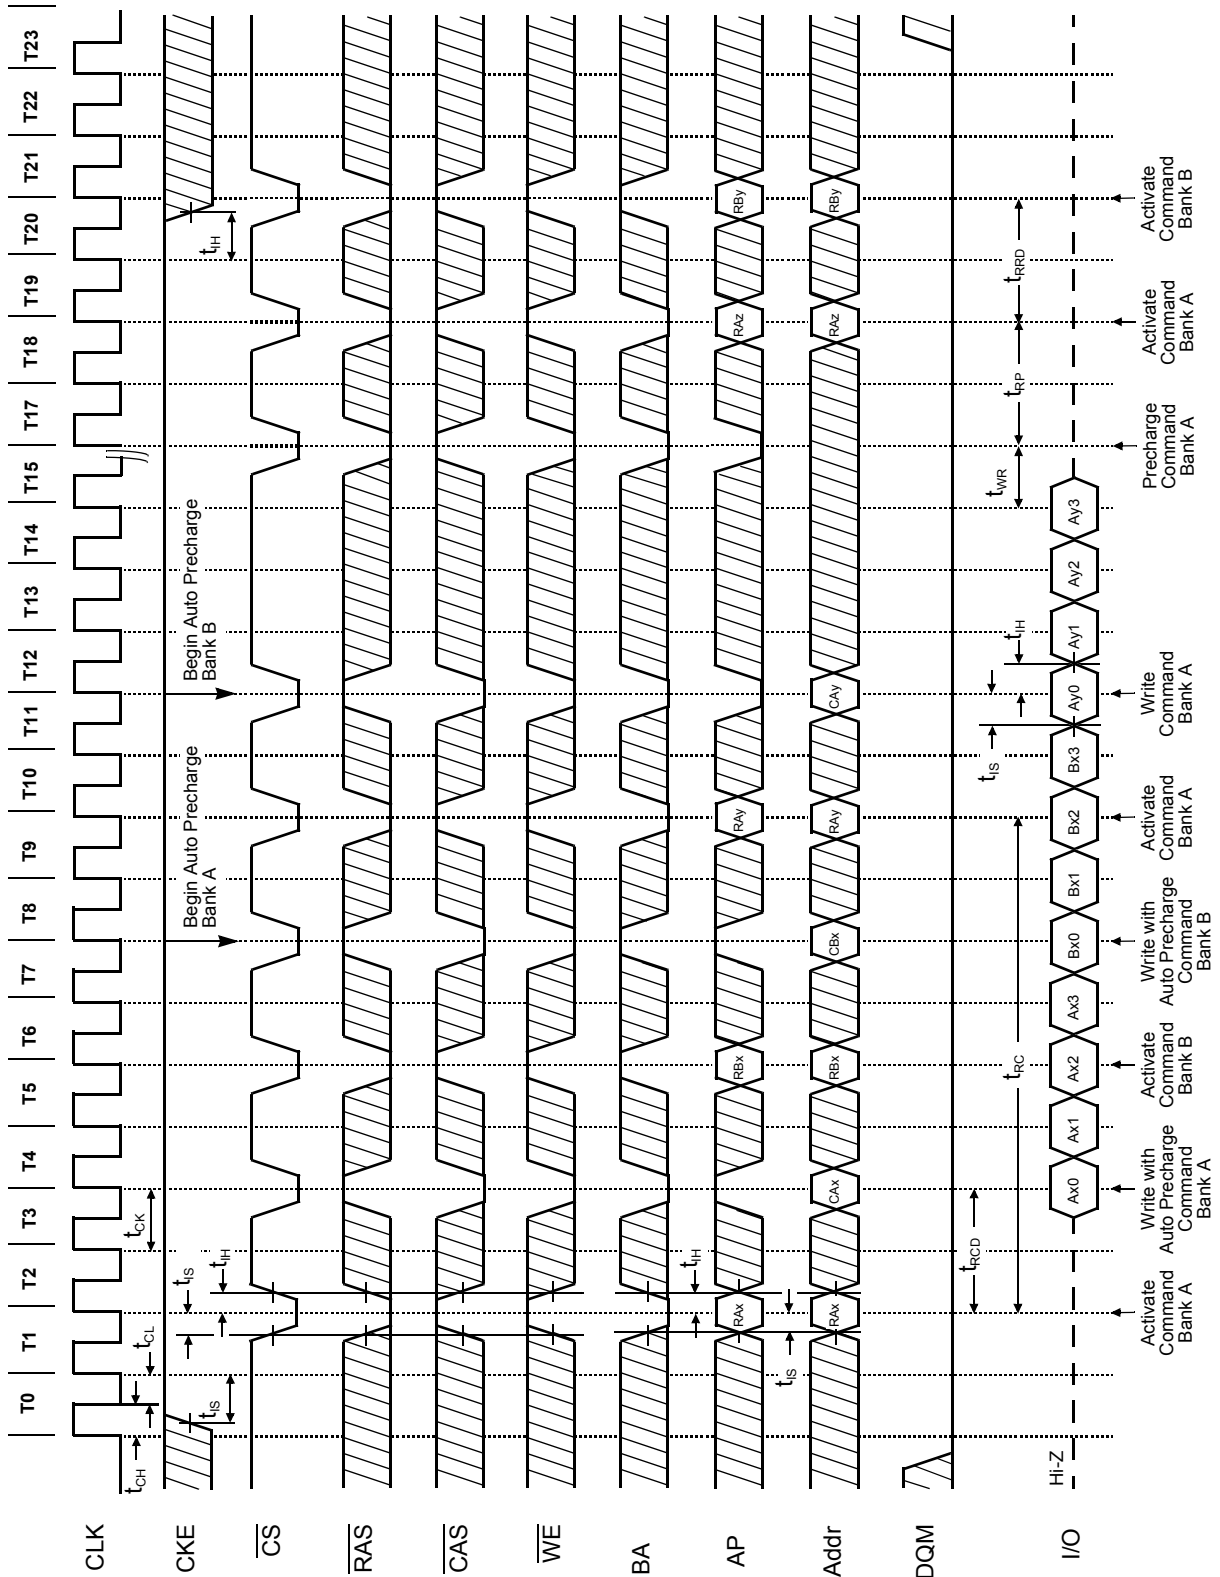 T0 T1 T2 T3 T4 T5 T6 T7 T8 T9 T10 T11 T12 T13 T14 T15 T17 T18 T19 T20 T21 T22 T23
CLK
tCH
tCL
tCK
CKE
tIS
tIS
Begin Auto Precharge
Bank A
Begin Auto Precharge
Bank B
tIH
CS
tIH
RAS
CAS
WE
BA
AP
RAx
tIH
RBx
RAy
RAz
RBy
Addr
tIS
RAx
CAx
RBx
CBx
RAy
CAy
RAz
RBy
DQM
tRCD
tRC
tIS
tIH
tWR
tRP
tRRD
I/O
Hi-Z
Ax0 Ax1 Ax2 Ax3 Bx0 Bx1 Bx2 Bx3 Ay0 Ay1 Ay2 Ay3
Activate
Command
Bank A
Write with
Auto Precharge
Command
Bank A
Activate
Command
Bank B
Write with
Auto Precharge
Command
Bank B
Activate
Command
Bank A
Write
Command
Bank A
Precharge
Command
Bank A
Activate
Command
Bank A
Activate
Command
Bank B